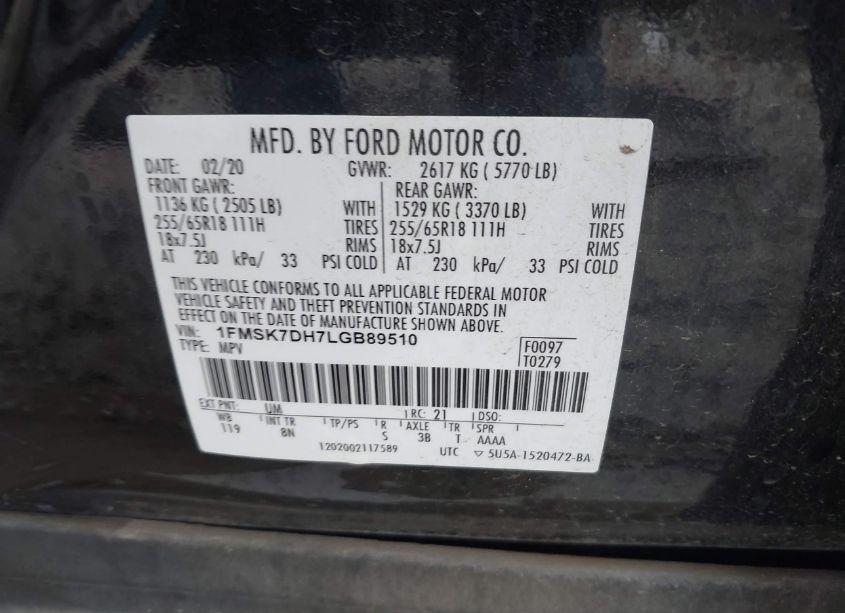 MFD. BY FORD MOTOR CO.
DATE: 02/20 GVWR: 2617 KG ( 5770 LB)
FRONT GAWR: REAR GAWR:
1136 KG ( 2505 LB) WITH 1529 KG ( 3370 LB) WITH
255/65R18 111H TIRES 255/65R18 111H TIRES
18x7.5J RIMS 18x7.5J RIMS
AT 230 kPa/ 33 PSI COLD AT 230 kPa/ 33 PSI COLD
THIS VEHICLE CONFORMS TO ALL APPLICABLE FEDERAL MOTOR
VEHICLE SAFETY AND THEFT PREVENTION STANDARDS IN
EFFECT ON THE DATE OF MANUFACTURE SHOWN ABOVE.
VIN: 1FMSK7DH7LGB89510
TYPE: MPV
F0097
T0279
EXT PNT: UM RC: 21 DSO:
WB INT TR TP/PS R AXLE TR SPR
119 8N S 3B T AAAA
1202002117589 UTC ▽ 5U5A-1520472-BA